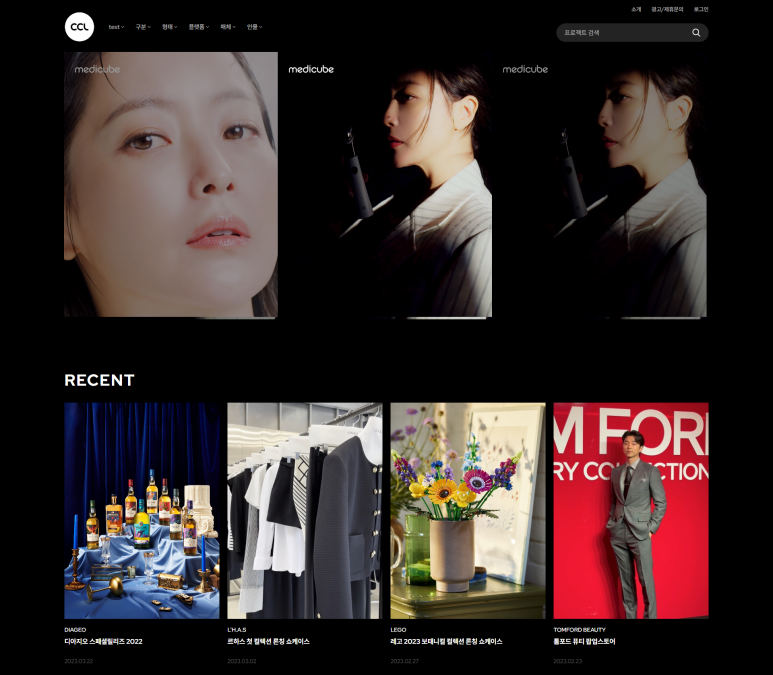 소개 광고/제휴문의 로그인
CCL
test 구분 형태 플랫폼 매체 인물
프로젝트 검색
medicube medicube medicube
RECENT
M FOR
RY COLLECTION
DIAGEO L'H.A.S LEGO TOMFORD BEAUTY
디아지오 스페셜릴리즈 2022 르하스 첫 컬렉션 론칭 쇼케이스 레고 2023 보태니컬 컬렉션 론칭 쇼케이스 톰포드 뷰티 팝업스토어
2023.03.22 2023.03.02 2023.02.27 2023.02.23